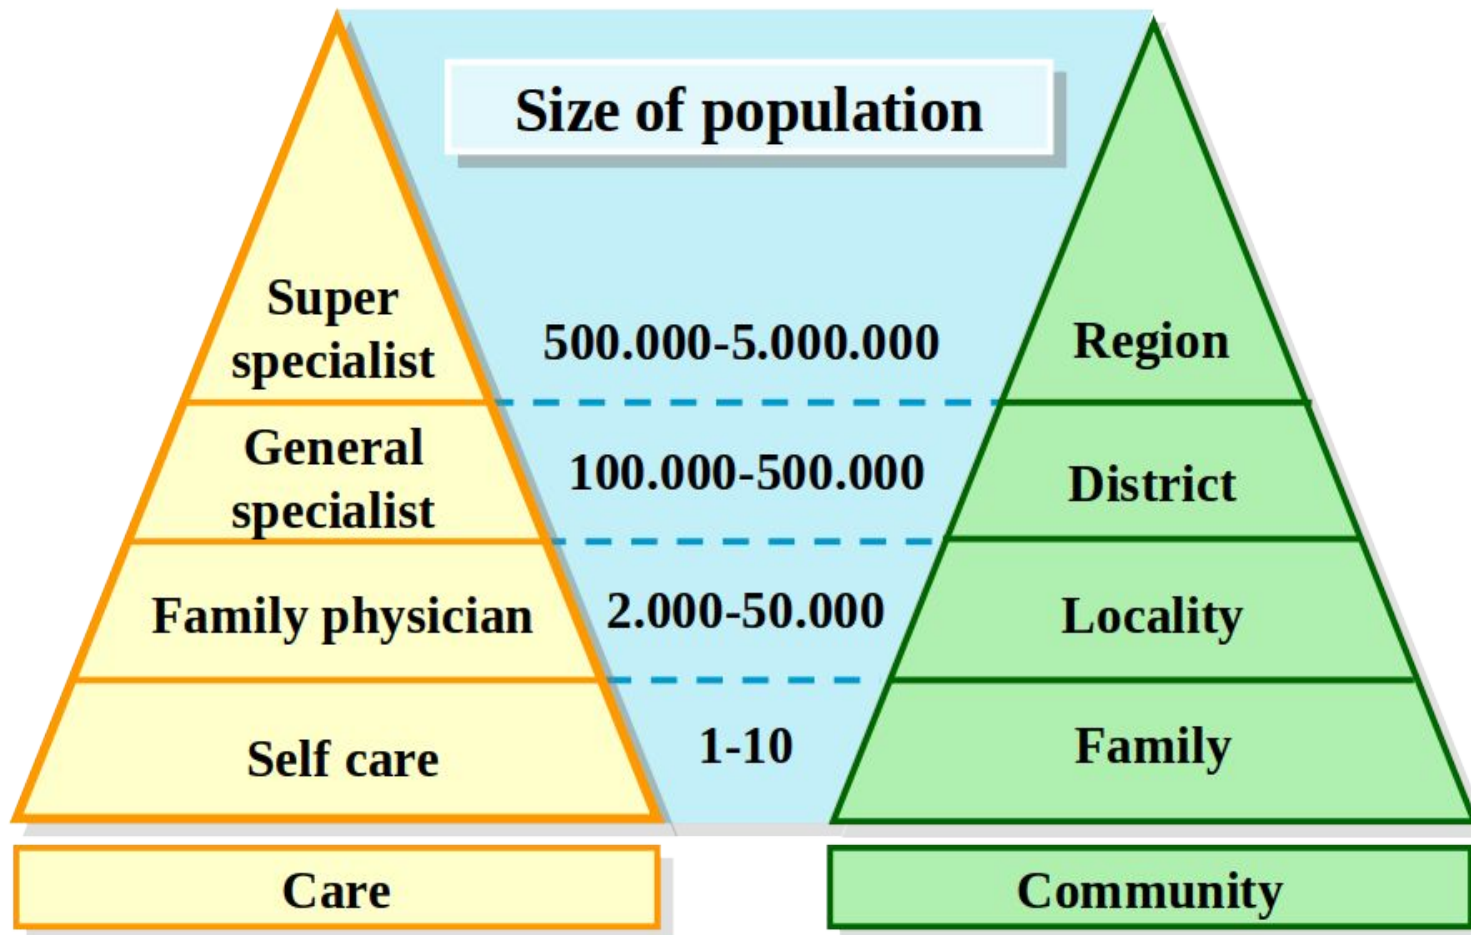 Size of population
Super
specialist
500.000-5.000.000
Region
General
specialist
100.000-500.000
District
Family physician
2.000-50.000
Locality
Self care
1-10
Family
Care
Community